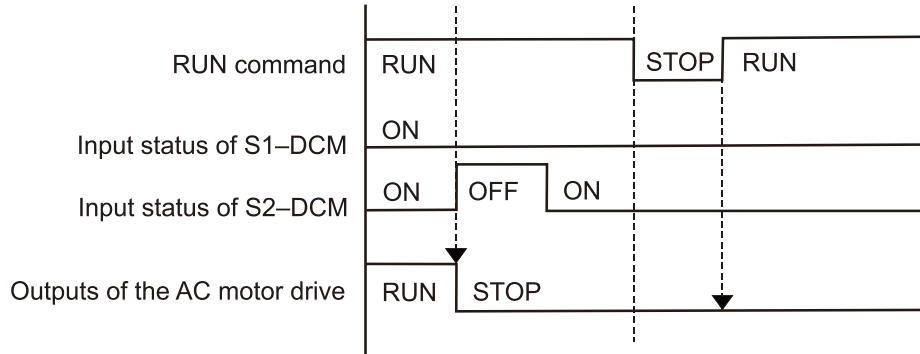 RUN command RUN STOP RUN
ON
Input status of S1–DCM
Input status of S2–DCM ON OFF ON
Outputs of the AC motor drive RUN STOP